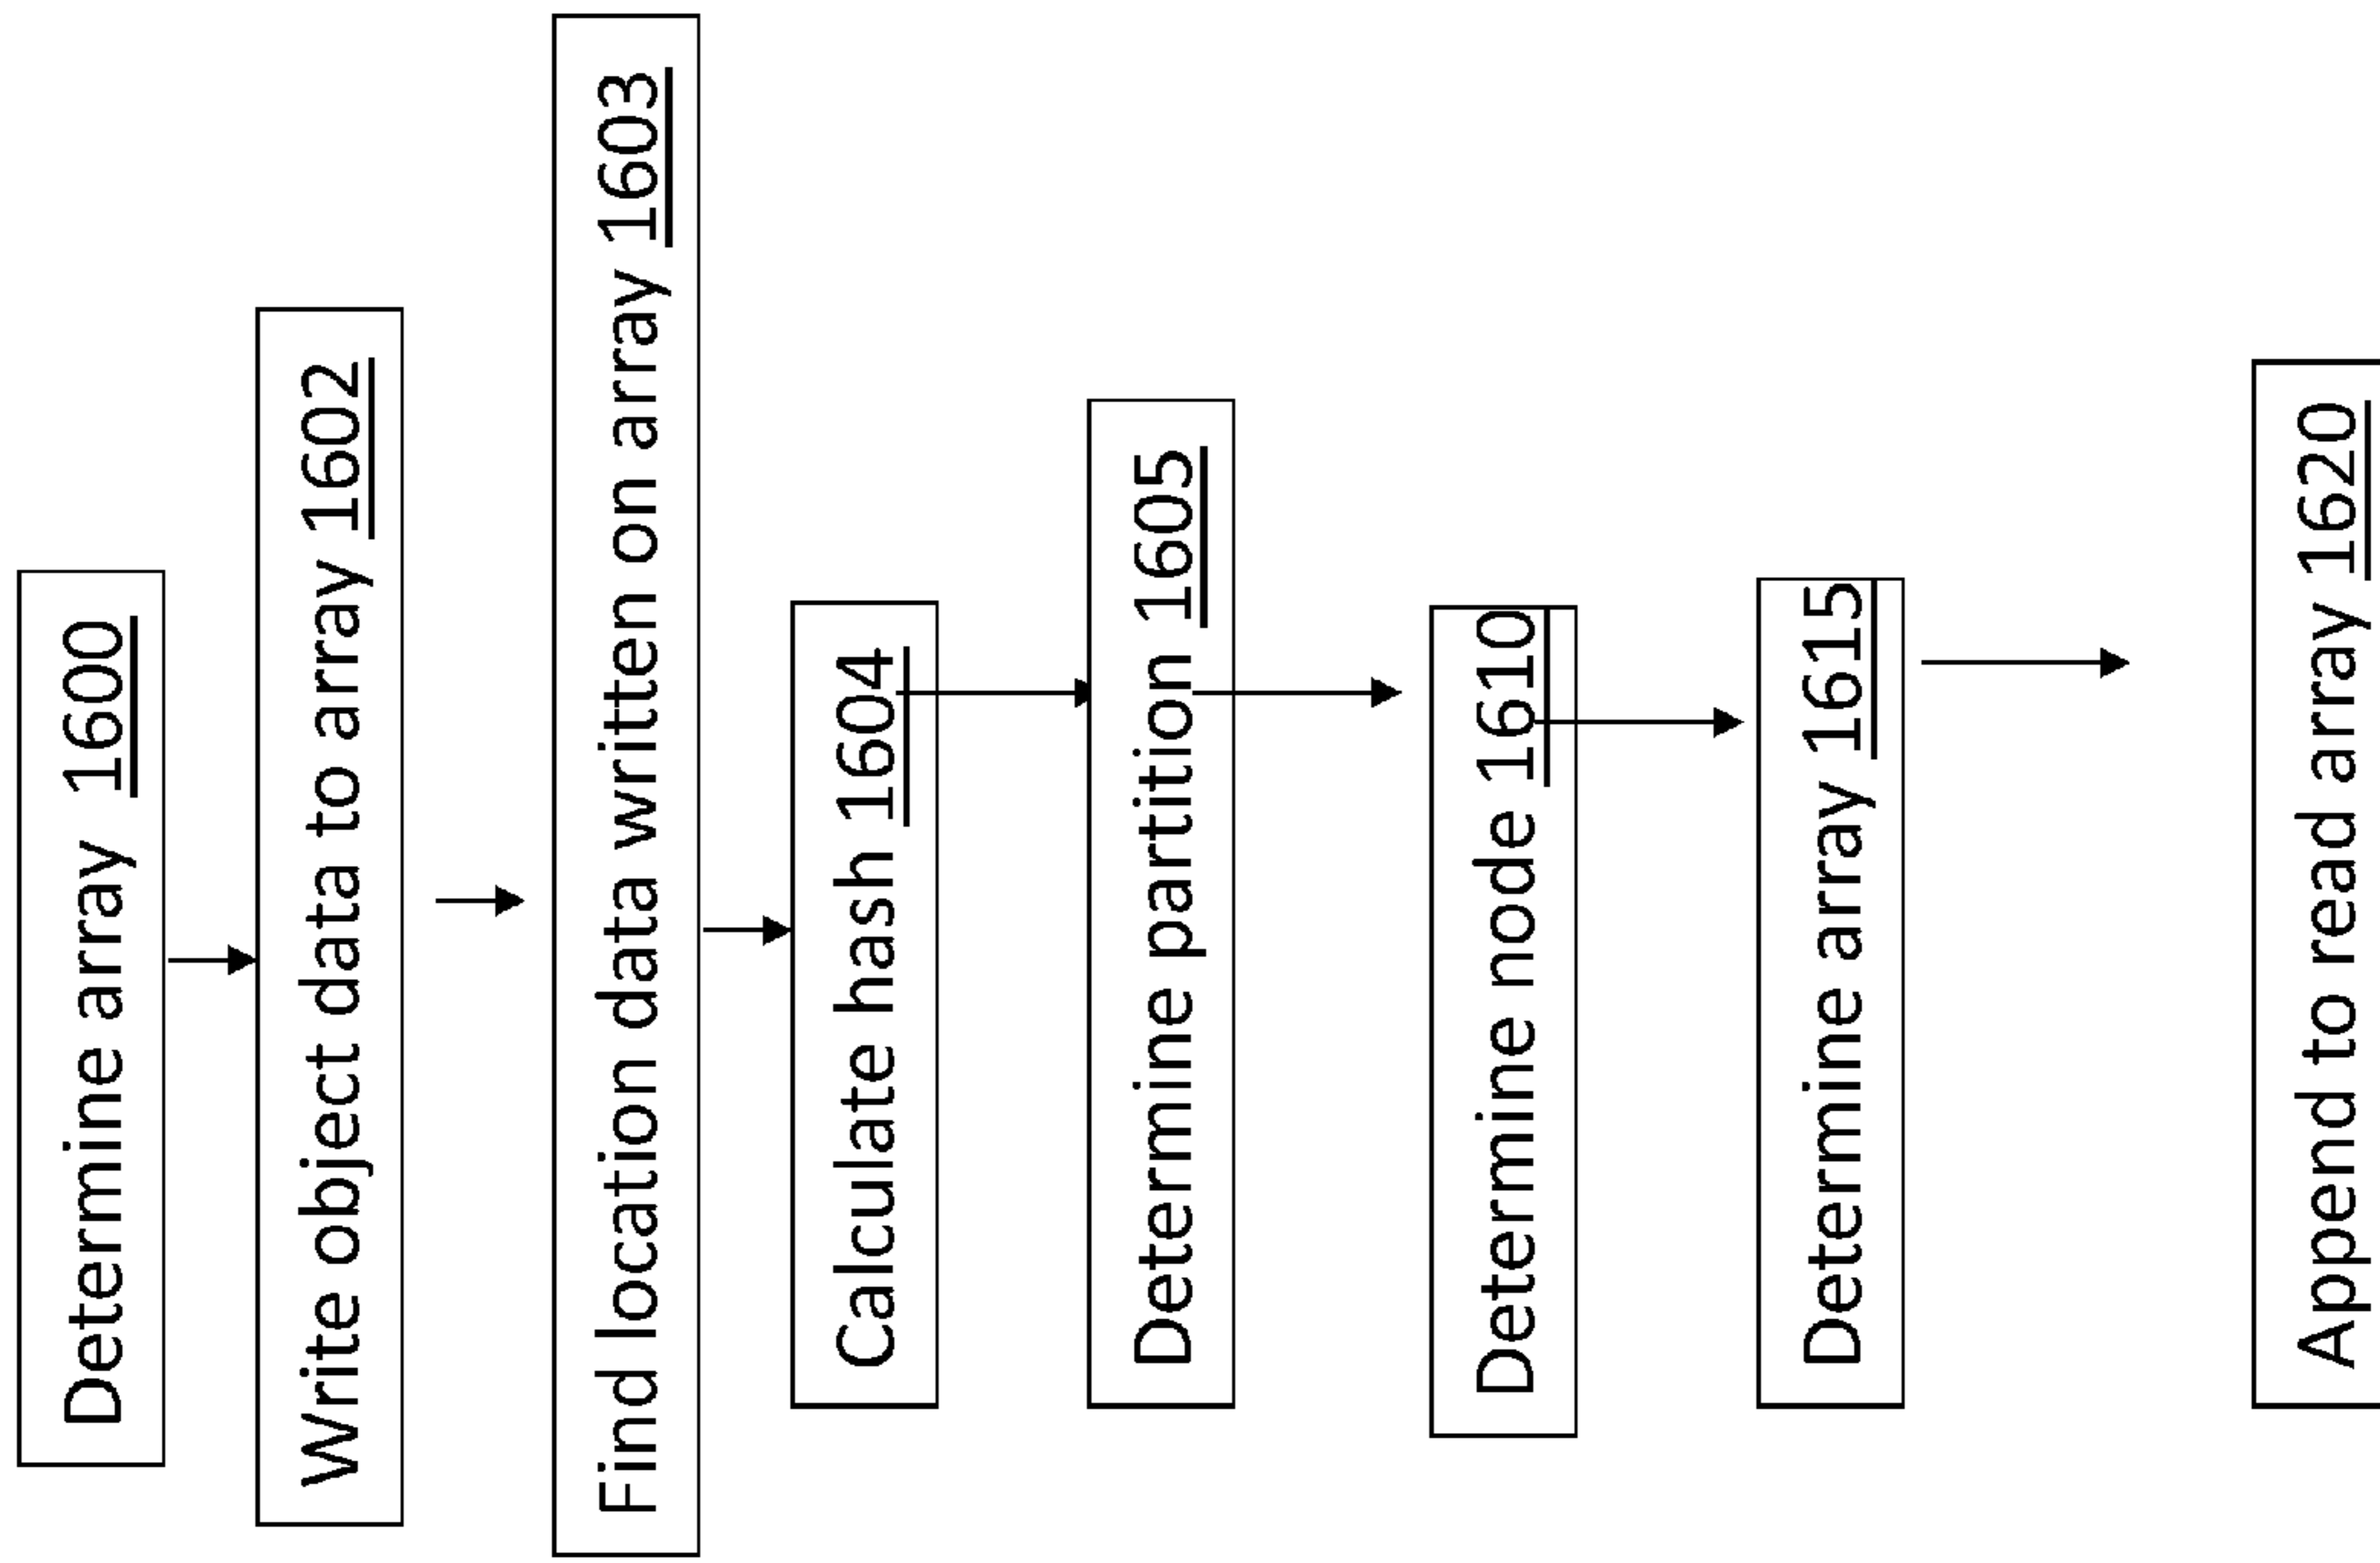 Determine array 1600
Write object data to array 1602
Find location data written on array 1603
Calculate hash 1604
Determine partition 1605
Determine node 1610
Determine array 1615
Append to read array 1620